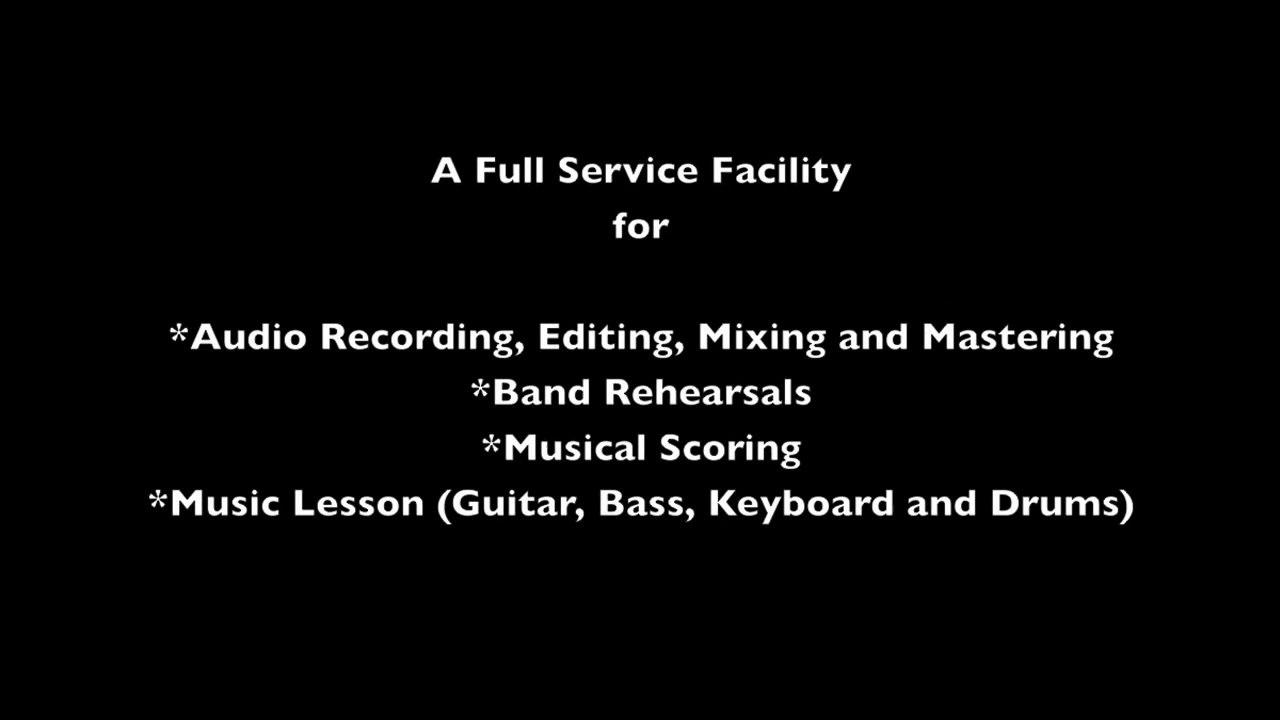 A Full Service Facility
for
*Audio Recording, Editing, Mixing and Mastering
*Band Rehearsals
*Musical Scoring
*Music Lesson (Guitar, Bass, Keyboard and Drums)